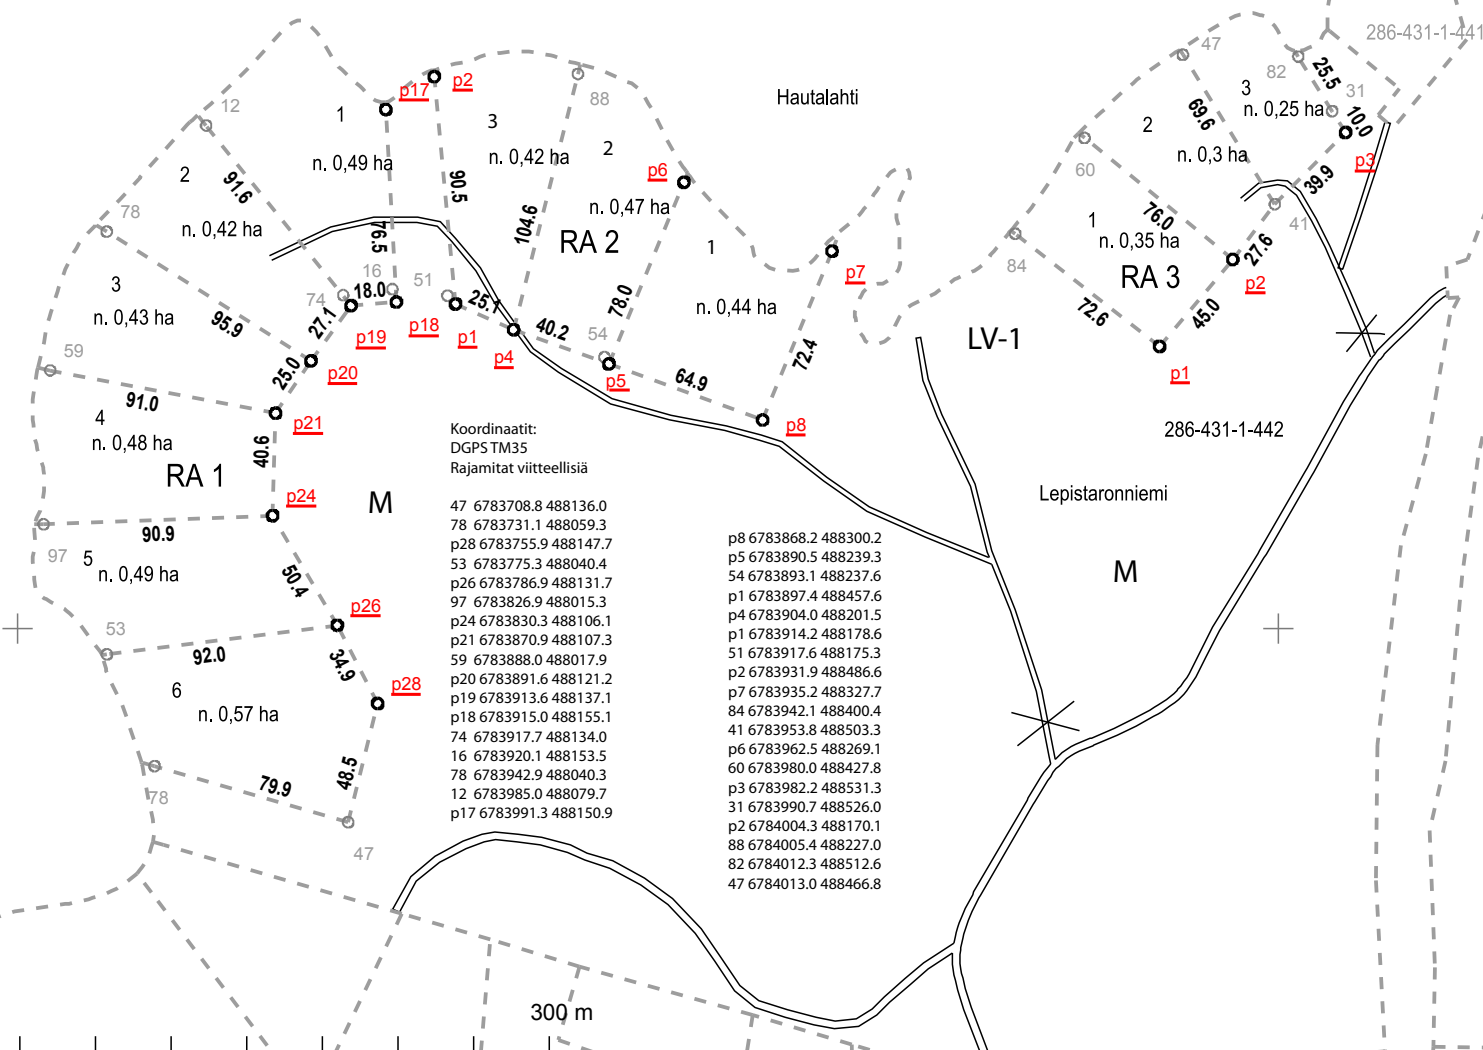 286-431-1-441
47
82
25.5
31
3
n. 0,25 ha
10.0
p3
2
n. 0,3 ha
69.6
39.9
41
60
1
n. 0,35 ha
76.0
RA 3
27.6
p2
84
72.6
45.0
p1
Hautalahti
p17
p2
12
1
n. 0,49 ha
3
n. 0,42 ha
88
2
n. 0,47 ha
p6
2
n. 0,42 ha
91.6
76.5
90.5
104.6
RA 2
78
3
n. 0,43 ha
95.9
74
16
18.0
51
25.1
27.1
p19
p18
p1
p4
40.2
78.0
54
p5
1
n. 0,44 ha
p7
72.4
64.9
p8
LV-1
59
91.0
25.0
p20
p21
4
n. 0,48 ha
40.6
RA 1
p24
M
97
90.9
5
n. 0,49 ha
50.4
p26
53
92.0
34.9
6
n. 0,57 ha
p28
48.5
78
79.9
47
286-431-1-442
Lepistaronniemi
M
Koordinaatit:
DGPS TM35
Rajamitat viitteellisiä
47 6783708.8 488136.0
78 6783731.1 488059.3
p28 6783755.9 488147.7
53 6783775.3 488040.4
p26 6783786.9 488131.7
97 6783826.9 488015.3
p24 6783830.3 488106.1
p21 6783870.9 488107.3
59 6783888.0 488017.9
p20 6783891.6 488121.2
p19 6783913.6 488137.1
p18 6783915.0 488155.1
74 6783917.7 488134.0
16 6783920.1 488153.5
78 6783942.9 488040.3
12 6783985.0 488079.7
p17 6783991.3 488150.9
p8 6783868.2 488300.2
p5 6783890.5 488239.3
54 6783893.1 488237.6
p1 6783897.4 488457.6
p4 6783904.0 488201.5
p1 6783914.2 488178.6
51 6783917.6 488175.3
p2 6783931.9 488486.6
p7 6783935.2 488327.7
84 6783942.1 488400.4
41 6783953.8 488503.3
p6 6783962.5 488269.1
60 6783980.0 488427.8
p3 6783982.2 488531.3
31 6783990.7 488526.0
p2 6784004.3 488170.1
88 6784005.4 488227.0
82 6784012.3 488512.6
47 6784013.0 488466.8
300 m